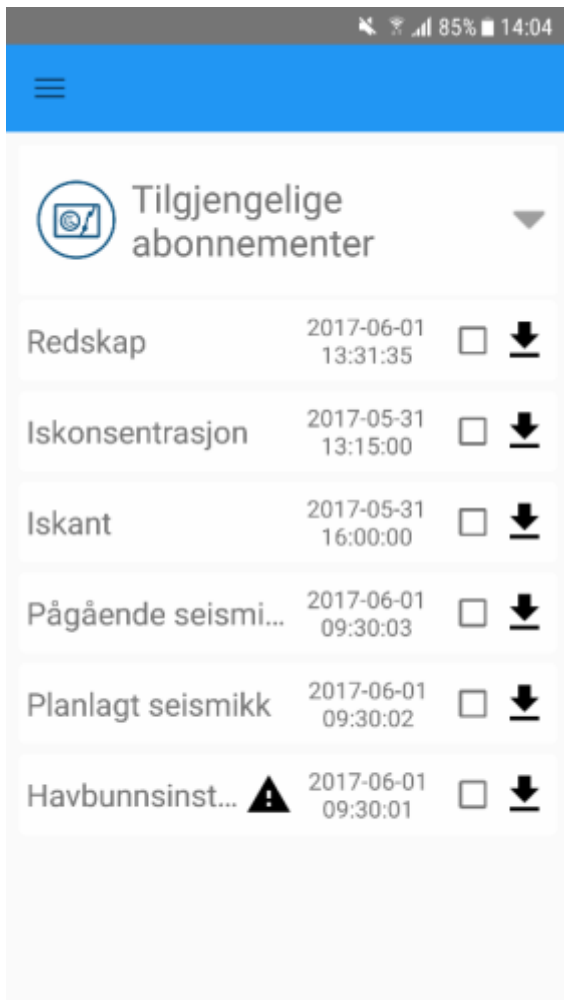 85% 14:04
Tilgjengelige
abonnementer
Redskap
2017-06-01
13:31:35
Iskonsentrasjon
2017-05-31
13:15:00
Iskant
2017-05-31
16:00:00
Pågående seismi...
2017-06-01
09:30:03
Planlagt seismikk
2017-06-01
09:30:02
Havbunnsinst...
2017-06-01
09:30:01